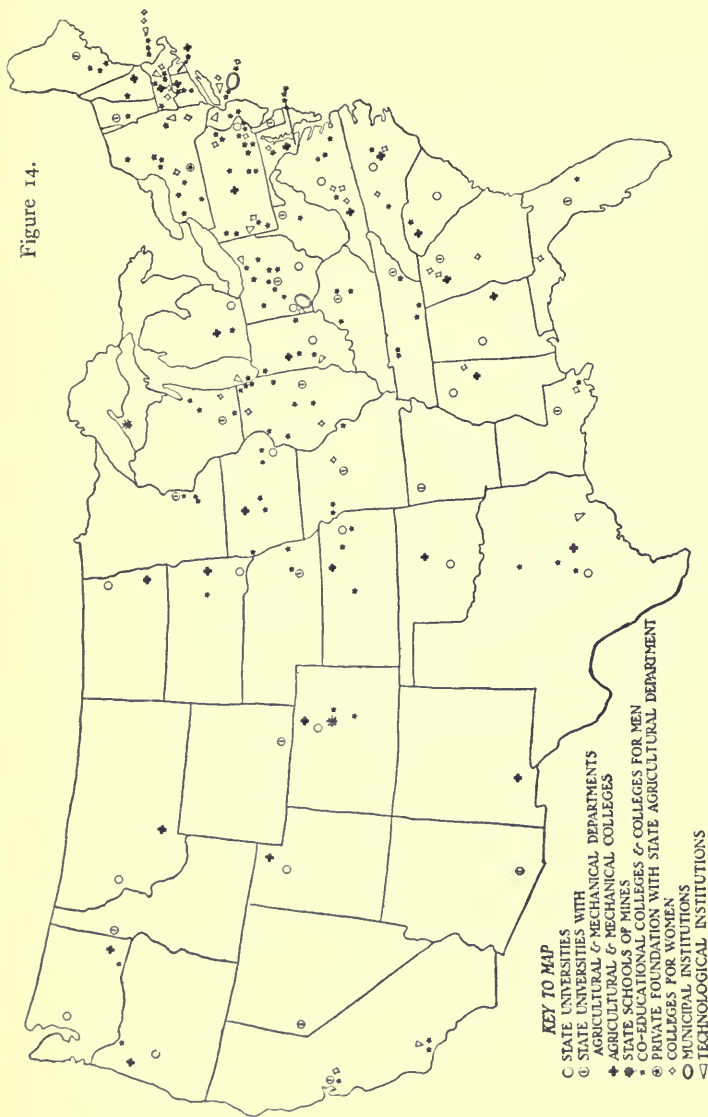 Figure 14.
KEY TO MAP
STATE UNIVERSITIES
STATE UNIVERSITIES WITH
AGRICULTURAL & MECHANICAL DEPARTMENTS
AGRICULTURAL & MECHANICAL COLLEGES
STATE SCHOOLS OF MINES
CO-EDUCATIONAL COLLEGES & COLLEGES FOR MEN
PRIVATE FOUNDATION WITH STATE AGRICULTURAL DEPARTMENT
COLLEGES FOR WOMEN
MUNICIPAL INSTITUTIONS
TECHNOLOGICAL INSTITUTIONS